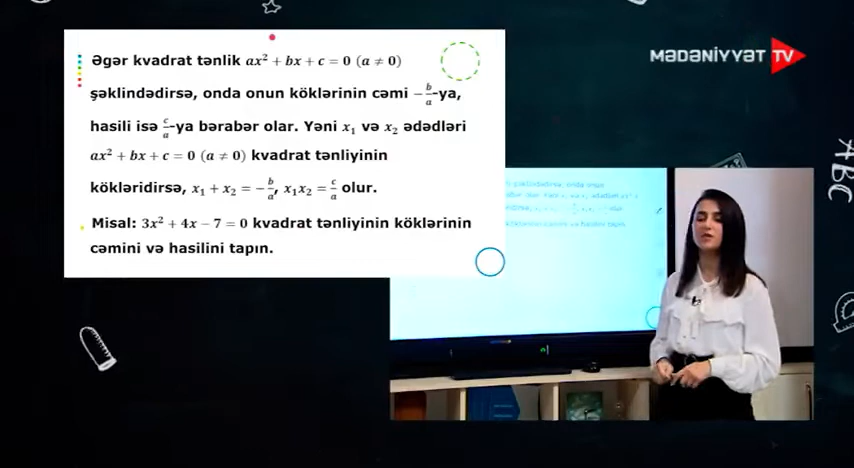 MƏDƏNİYYƏT TV
Əgər kvadrat tənlik ax² + bx + c = 0 (a ≠ 0)
şəklindədirsə, onda onun köklərinin cəmi −b/a-ya,
hasili isə c/a-ya bərabər olar. Yəni x₁ və x₂ ədədləri
ax² + bx + c = 0 (a ≠ 0) kvadrat tənliyinin
kökləridirsə, x₁ + x₂ = −b/a, x₁x₂ = c/a olur.
Misal: 3x² + 4x − 7 = 0 kvadrat tənliyinin köklərinin
cəmini və hasilini tapın.
ABC